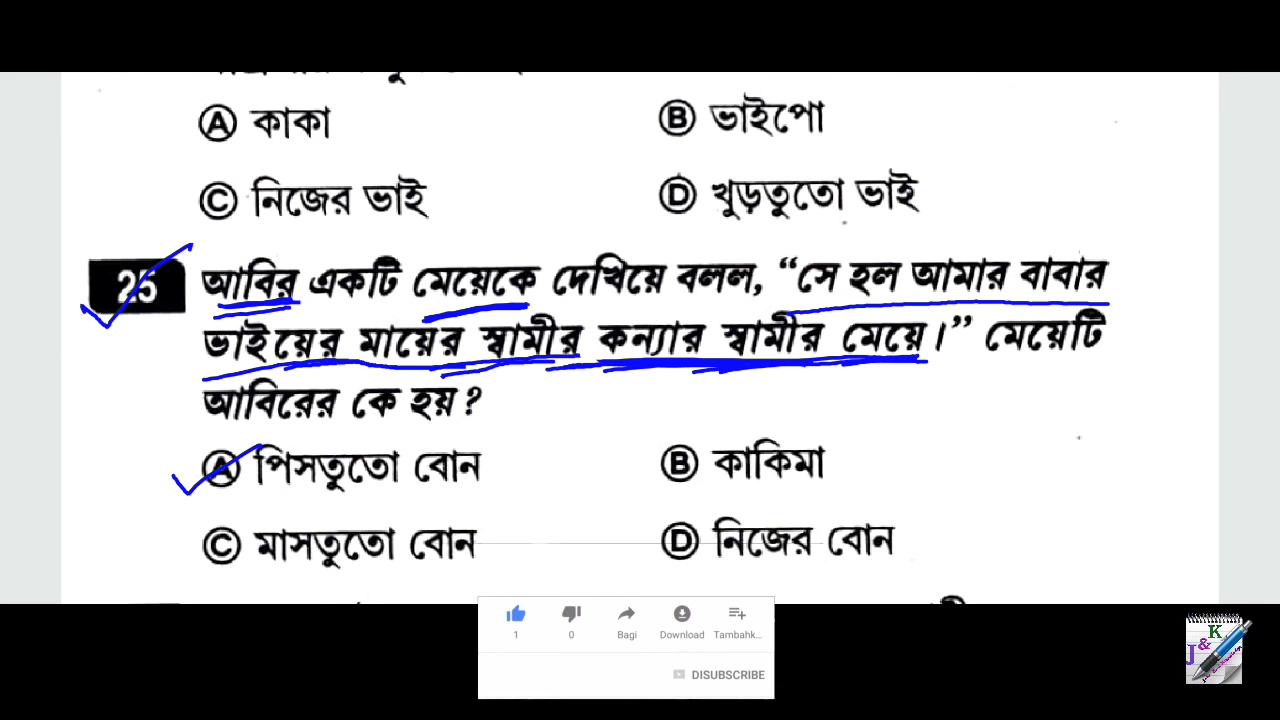 Ⓐ কাকা Ⓑ ভাইপো
Ⓒ নিজের ভাই Ⓓ খুড়তুতো ভাই
25 আবির একটি মেয়েকে দেখিয়ে বলল, “সে হল আমার বাবার
ভাইয়ের মায়ের স্বামীর কন্যার স্বামীর মেয়ে।” মেয়েটি
আবিরের কে হয়?
Ⓐ পিসতুতো বোন Ⓑ কাকিমা
Ⓒ মাসতুতো বোন Ⓓ নিজের বোন
1 0 Bagi Download Tambahk...
DISUBSCRIBE
J & K